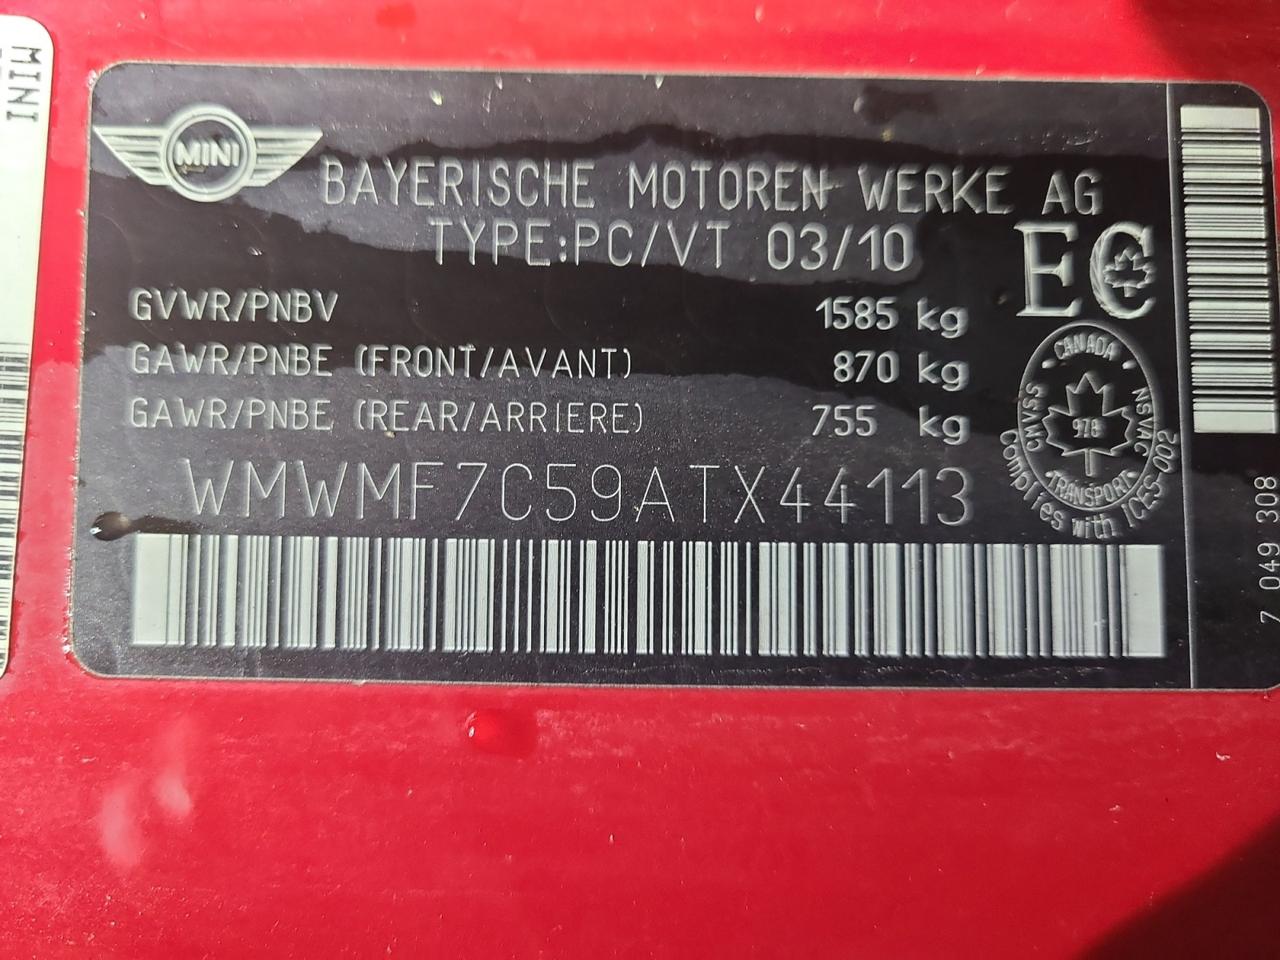 MINI
MINI
BAYERISCHE MOTOREN WERKE AG
TYPE:PC/VT 03/10
EC
GVWR/PNBV 1585 kg
GAWR/PNBE (FRONT/AVANT) 870 kg
GAWR/PNBE (REAR/ARRIERE) 755 kg
CANADA
SS/NC NSVAC
978
TRANSPORT
Complies with ICES-002
WMWMF7C59ATX44113
7 049 308